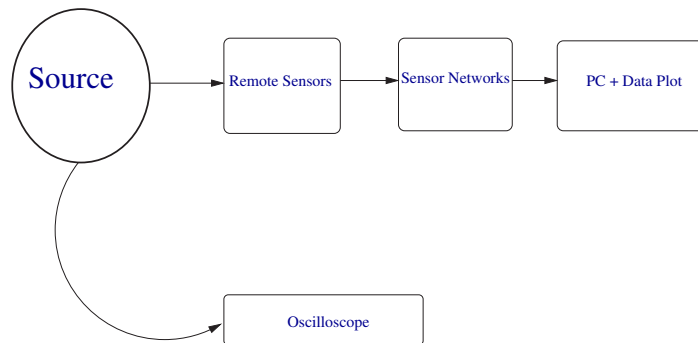 Source
Remote Sensors
Sensor Networks
PC + Data Plot
Oscilloscope